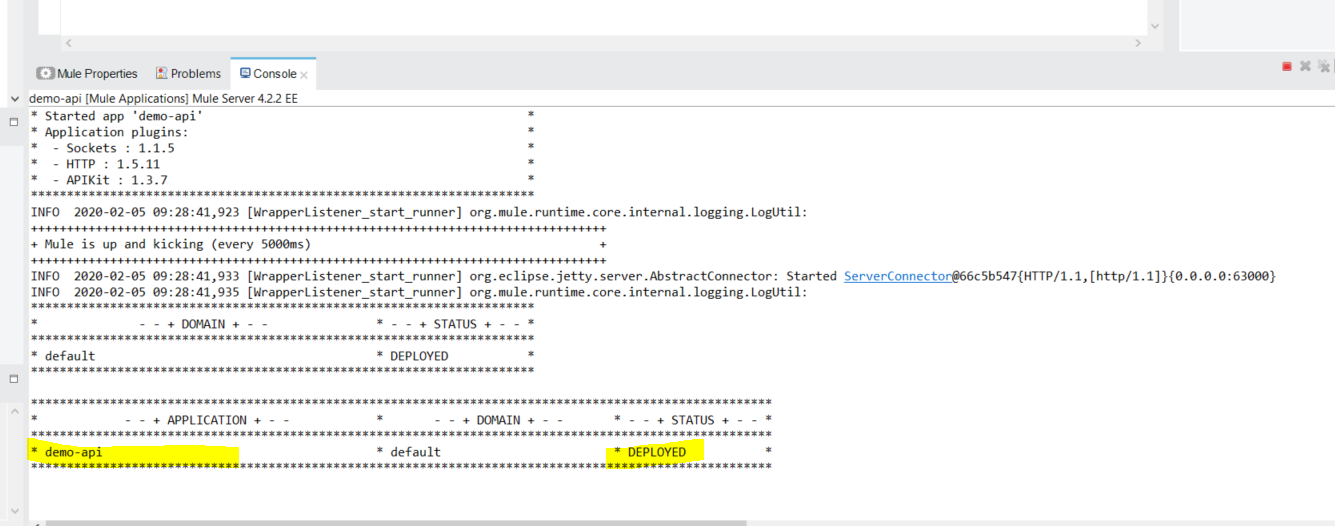 Mule Properties Problems Console
demo-api [Mule Applications] Mule Server 4.2.2 EE
* Started app 'demo-api' *
* Application plugins: *
* - Sockets : 1.1.5 *
* - HTTP : 1.5.11 *
* - APIKit : 1.3.7 *
**********************************************************************
INFO 2020-02-05 09:28:41,923 [WrapperListener_start_runner] org.mule.runtime.core.internal.logging.LogUtil:
++++++++++++++++++++++++++++++++++++++++++++++++++++++++++++++++++++++++++++++++
+ Mule is up and kicking (every 5000ms) +
++++++++++++++++++++++++++++++++++++++++++++++++++++++++++++++++++++++++++++++++
INFO 2020-02-05 09:28:41,933 [WrapperListener_start_runner] org.eclipse.jetty.server.AbstractConnector: Started ServerConnector@66c5b547{HTTP/1.1,[http/1.1]}{0.0.0.0:63000}
INFO 2020-02-05 09:28:41,935 [WrapperListener_start_runner] org.mule.runtime.core.internal.logging.LogUtil:
**********************************************************************
* - - + DOMAIN + - - * - - + STATUS + - - *
**********************************************************************
* default * DEPLOYED *
**********************************************************************
*******************************************************************************************************
* - - + APPLICATION + - - * - - + DOMAIN + - - * - - + STATUS + - - *
*******************************************************************************************************
* demo-api * default * DEPLOYED *
*******************************************************************************************************